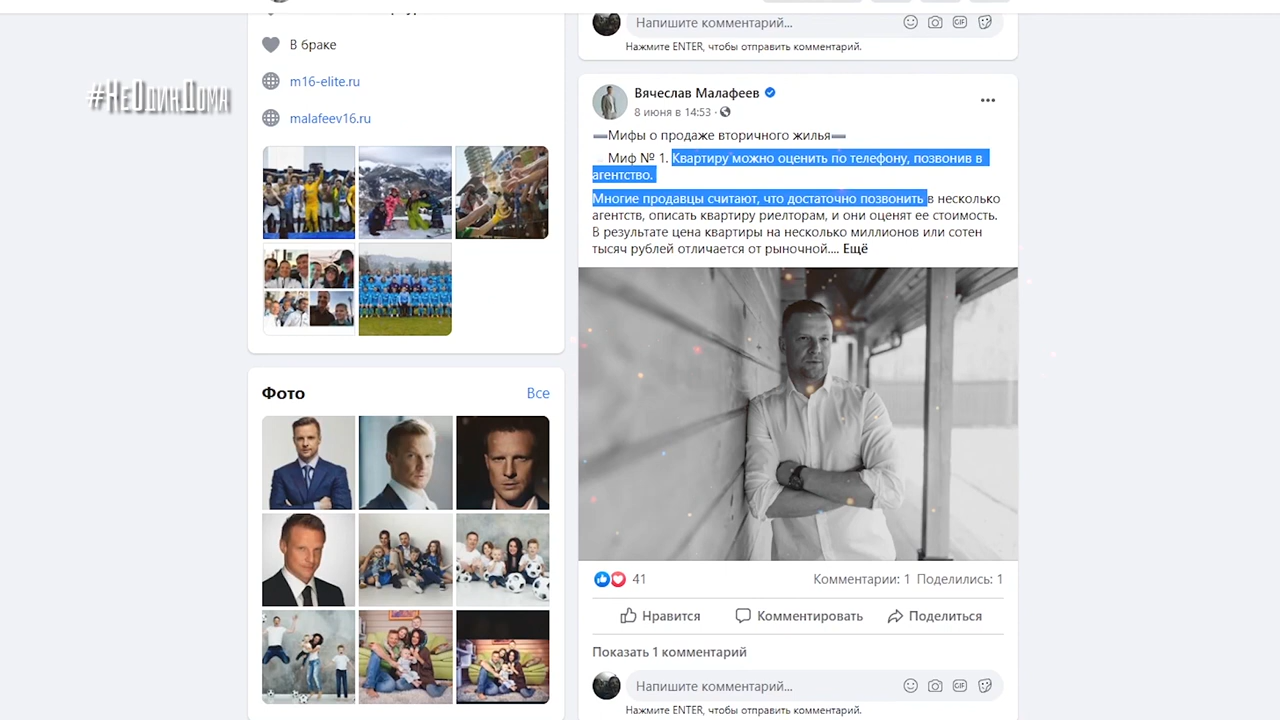 Напишите комментарий...
GIF
Нажмите ENTER, чтобы отправить комментарий.
В браке
m16-elite.ru
malafeev16.ru
#НеОдинДома
Вячеслав Малафеев
8 июня в 14:53 ·
Мифы о продаже вторичного жилья
Миф № 1. Квартиру можно оценить по телефону, позвонив в
агентство.
Многие продавцы считают, что достаточно позвонить в несколько
агентств, описать квартиру риелторам, и они оценят ее стоимость.
В результате цена квартиры на несколько миллионов или сотен
тысяч рублей отличается от рыночной.... Ещё
Фото
Все
41
Комментарии: 1 Поделились: 1
Нравится
Комментировать
Поделиться
Показать 1 комментарий
Напишите комментарий...
GIF
Нажмите ENTER, чтобы отправить комментарий.